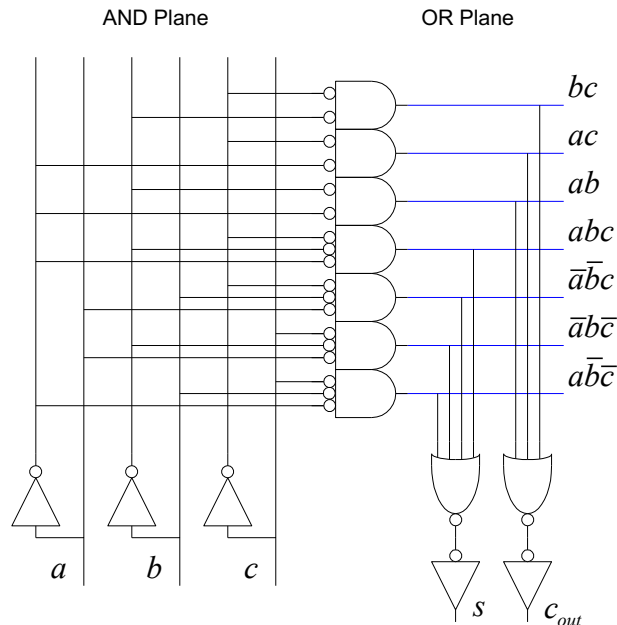 AND Plane OR Plane
bc
ac
ab
abc
a̅b̅c
a̅bc̅
ab̅c̅
a b c s c_out